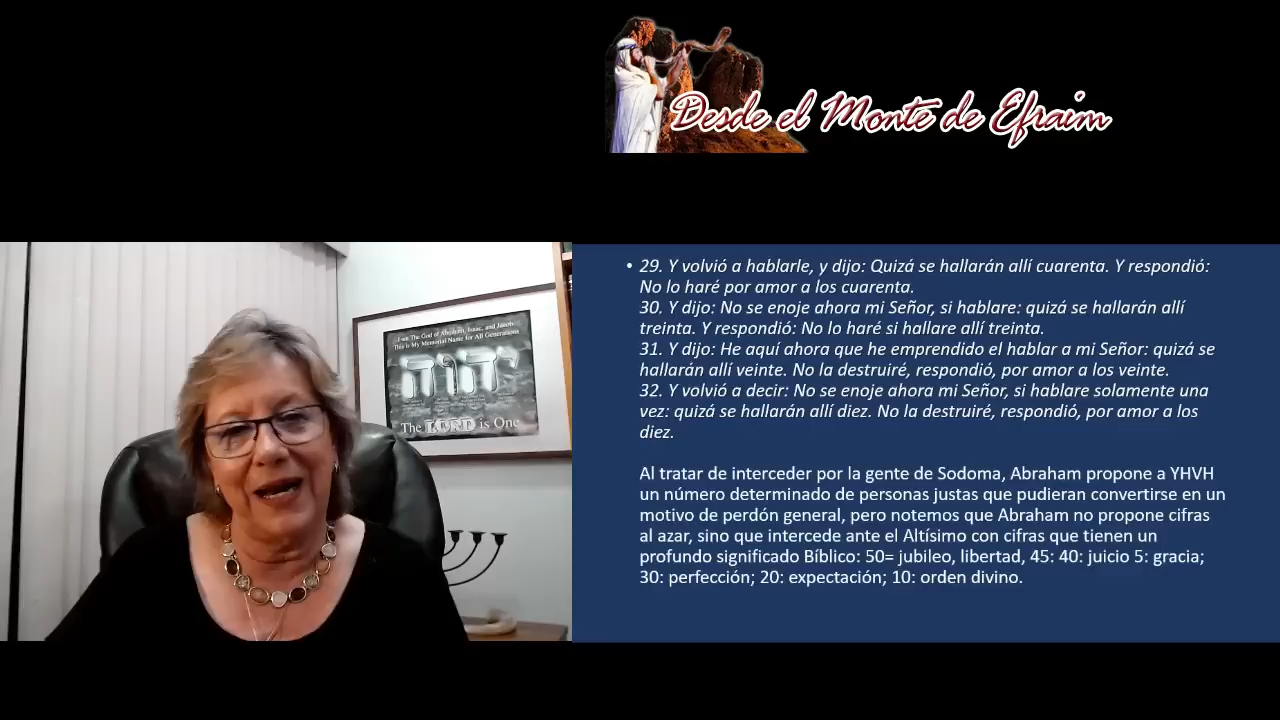 Desde el Monte de Efraim
I am The God of Abraham, Isaac, and Jacob
This is My Memorial Name for All Generations
יהוה
The LORD is One
• 29. Y volvió a hablarle, y dijo: Quizá se hallarán allí cuarenta. Y respondió:
No lo haré por amor a los cuarenta.
30. Y dijo: No se enoje ahora mi Señor, si hablare: quizá se hallarán allí
treinta. Y respondió: No lo haré si hallare allí treinta.
31. Y dijo: He aquí ahora que he emprendido el hablar a mi Señor: quizá se
hallarán allí veinte. No la destruiré, respondió, por amor a los veinte.
32. Y volvió a decir: No se enoje ahora mi Señor, si hablare solamente una
vez: quizá se hallarán allí diez. No la destruiré, respondió, por amor a los
diez.
Al tratar de interceder por la gente de Sodoma, Abraham propone a YHVH
un número determinado de personas justas que pudieran convertirse en un
motivo de perdón general, pero notemos que Abraham no propone cifras
al azar, sino que intercede ante el Altísimo con cifras que tienen un
profundo significado Bíblico: 50= jubileo, libertad, 45: 40: juicio 5: gracia;
30: perfección; 20: expectación; 10: orden divino.